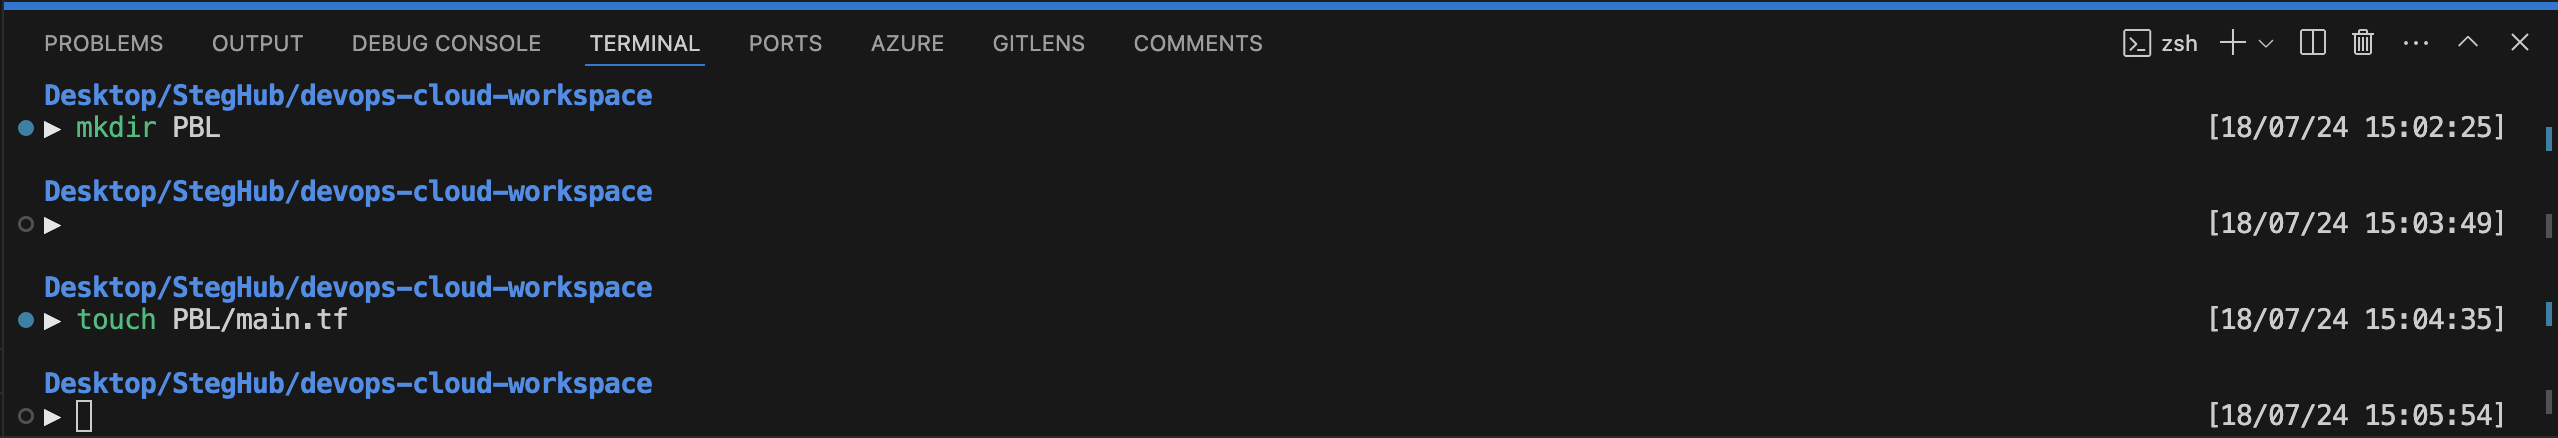 PROBLEMS OUTPUT DEBUG CONSOLE TERMINAL PORTS AZURE GITLENS COMMENTS zsh
Desktop/StegHub/devops-cloud-workspace
▶ mkdir PBL [18/07/24 15:02:25]
Desktop/StegHub/devops-cloud-workspace
▶ [18/07/24 15:03:49]
Desktop/StegHub/devops-cloud-workspace
▶ touch PBL/main.tf [18/07/24 15:04:35]
Desktop/StegHub/devops-cloud-workspace
▶ [18/07/24 15:05:54]